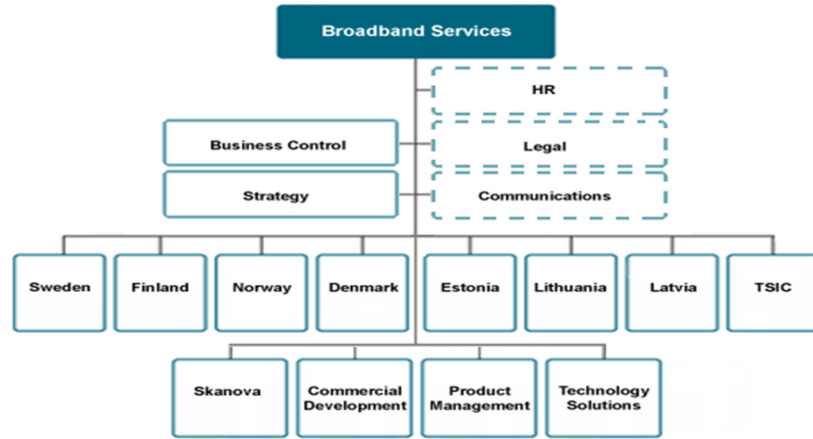 Broadband Services
HR
Business Control
Legal
Strategy
Communications
Sweden
Finland
Norway
Denmark
Estonia
Lithuania
Latvia
TSIC
Skanova
Commercial
Development
Product
Management
Technology
Solutions